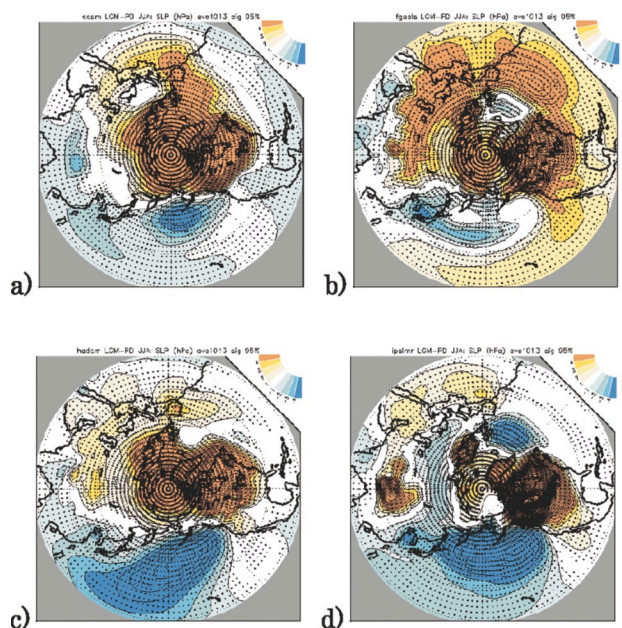 ccsm LGM-PD JJA: SLP (hPa) ave1013 sig 95%
fgoals LGM-PD JJA: SLP (hPa) ave1013 sig 95%
a)
b)
hadcm LGM-PD JJA: SLP (hPa) ave1013 sig 95%
ipslmr LGM-PD JJA: SLP (hPa) ave1013 sig 95%
c)
d)